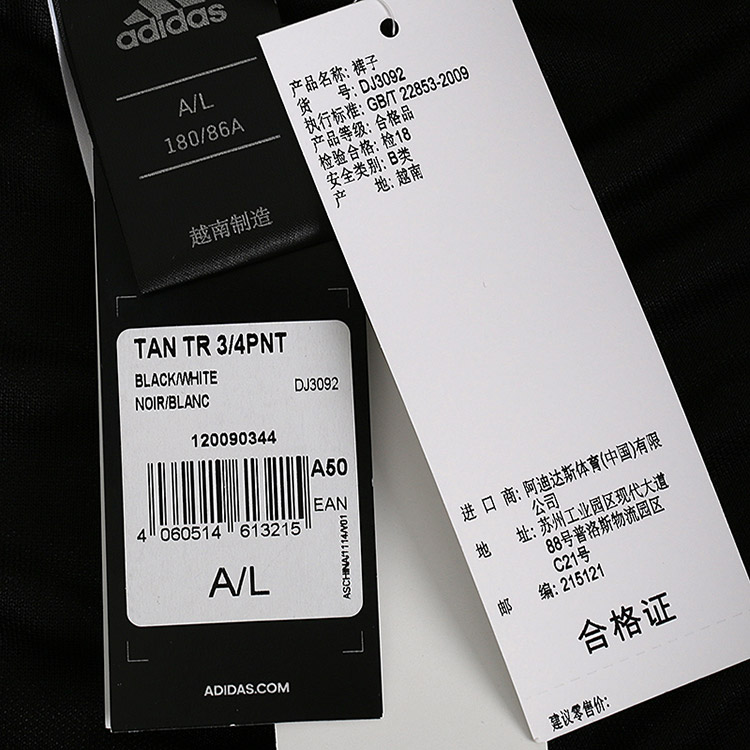 adidas
A/L
180/86A
越南制造
TAN TR 3/4PNT
BLACK/WHITE DJ3092
NOIR/BLANC
120090344
A50
EAN
4 060514 613215
ASCHINA/1114/V01
A/L
ADIDAS.COM
产品名称: 裤子
货 号: DJ3092
执行标准: GB/T 22853-2009
产品等级: 合格品
检验合格: 检18
安全类别: B类
产 地: 越南
进 口 商: 阿迪达斯体育(中国)有限
公司
地 址: 苏州工业园区现代大道
88号普洛斯物流园区
C21号
邮 编: 215121
合格证
建议零售价: